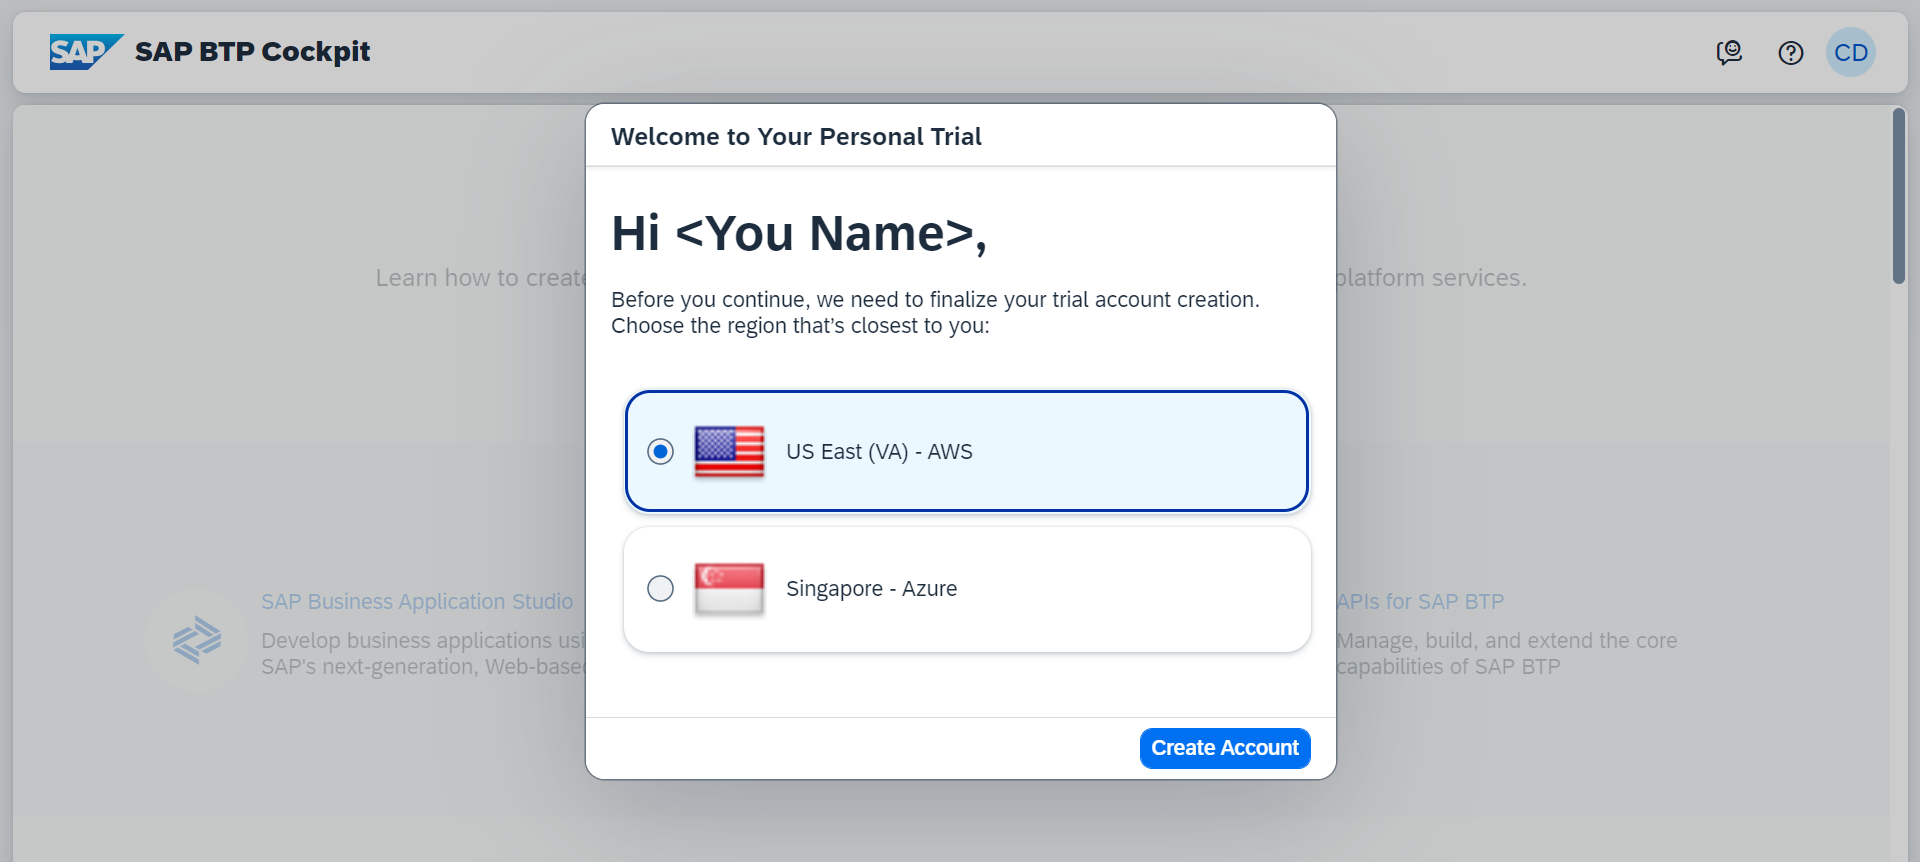 SAP SAP BTP Cockpit
CD
Welcome to Your Personal Trial
Hi <You Name>,
Learn how to create
platform services.
Before you continue, we need to finalize your trial account creation.
Choose the region that's closest to you:
US East (VA) - AWS
Singapore - Azure
SAP Business Application Studio
Develop business applications usi
SAP's next-generation, Web-based
APIs for SAP BTP
Manage, build, and extend the core
capabilities of SAP BTP
Create Account